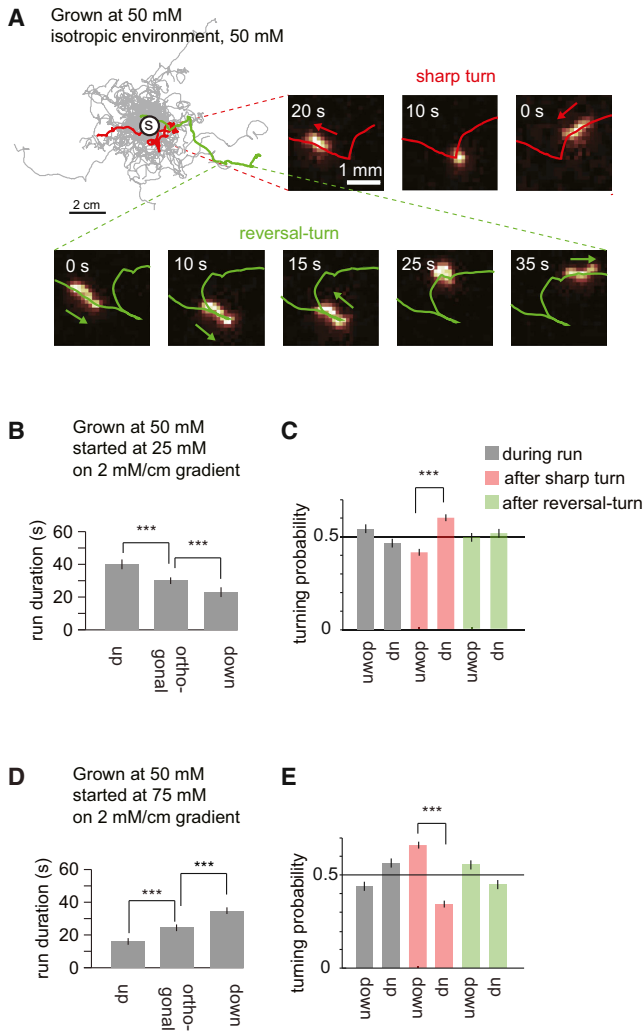 A
Grown at 50 mM
isotropic environment, 50 mM
S
2 cm
sharp turn
20 s
10 s
0 s
1 mm
reversal-turn
0 s
10 s
15 s
25 s
35 s
B
Grown at 50 mM
started at 25 mM
on 2 mM/cm gradient
run duration (s)
60
40
20
0
***
***
up
ortho-
gonal
down
C
during run
after sharp turn
after reversal-turn
turning probability
0.5
0
***
down
up
down
up
down
up
D
Grown at 50 mM
started at 75 mM
on 2 mM/cm gradient
run duration (s)
60
40
20
0
***
***
up
ortho-
gonal
down
E
turning probability
0.5
0
***
down
up
down
up
down
up